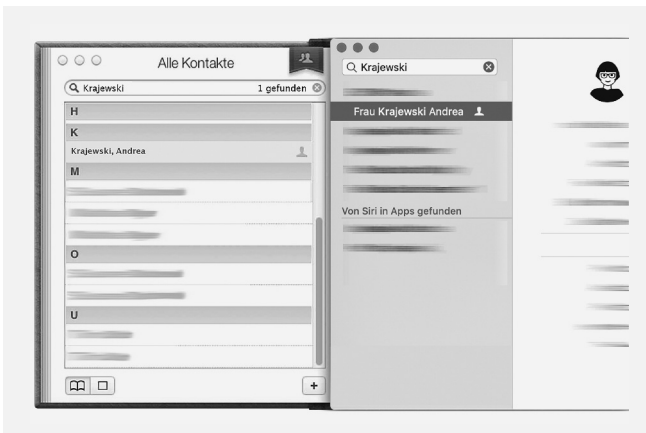 Alle Kontakte
Krajewski 1 gefunden
H
K
Krajewski, Andrea
M
O
U
+
Krajewski
Frau Krajewski Andrea
Von Siri in Apps gefunden